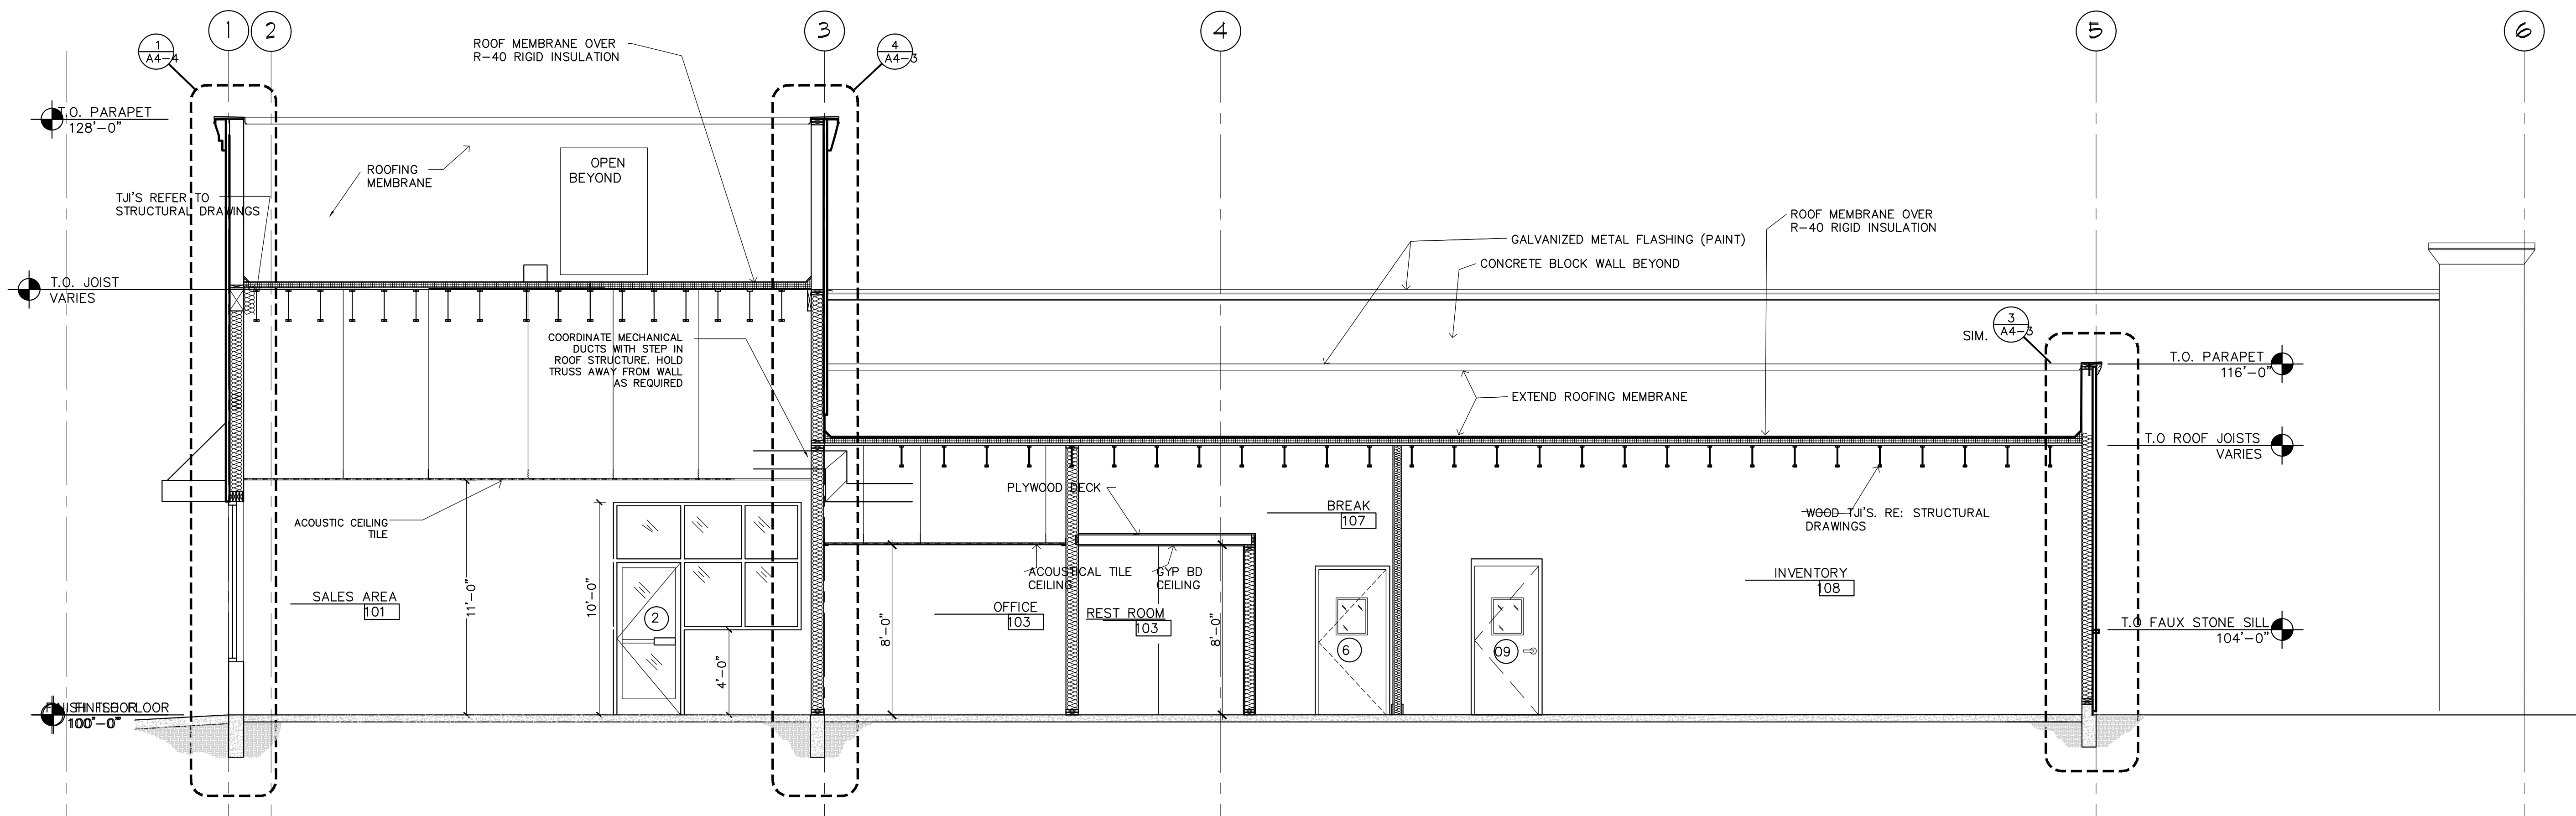 1
2
3
4
5
6
1
A4-4
4
A4-3
ROOF MEMBRANE OVER
R-40 RIGID INSULATION
T.O. PARAPET
128'-0"
ROOFING
MEMBRANE
OPEN
BEYOND
TJI'S REFER TO
STRUCTURAL DRAWINGS
ROOF MEMBRANE OVER
R-40 RIGID INSULATION
GALVANIZED METAL FLASHING (PAINT)
CONCRETE BLOCK WALL BEYOND
T.O. JOIST
VARIES
COORDINATE MECHANICAL
DUCTS WITH STEP IN
ROOF STRUCTURE. HOLD
TRUSS AWAY FROM WALL
AS REQUIRED
SIM.
3
A4-3
T.O. PARAPET
116'-0"
EXTEND ROOFING MEMBRANE
T.O ROOF JOISTS
VARIES
PLYWOOD DECK
BREAK
107
WOOD TJI'S. RE: STRUCTURAL
DRAWINGS
ACOUSTIC CEILING
TILE
ACOUSTICAL TILE
CEILING
GYP BD
CEILING
INVENTORY
108
SALES AREA
101
11'-0"
10'-0"
2
4'-0"
8'-0"
OFFICE
103
REST ROOM
103
8'-0"
6
09
T.O FAUX STONE SILL
104'-0"
FINISH FLOOR
100'-0"